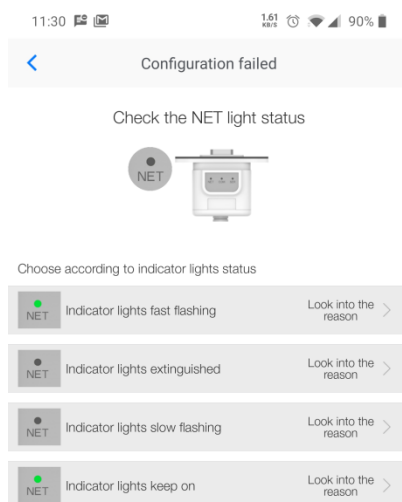 11:30 1.61 KB/S 90%
Configuration failed
Check the NET light status
NET
Choose according to indicator lights status
NET Indicator lights fast flashing Look into the reason
NET Indicator lights extinguished Look into the reason
NET Indicator lights slow flashing Look into the reason
NET Indicator lights keep on Look into the reason